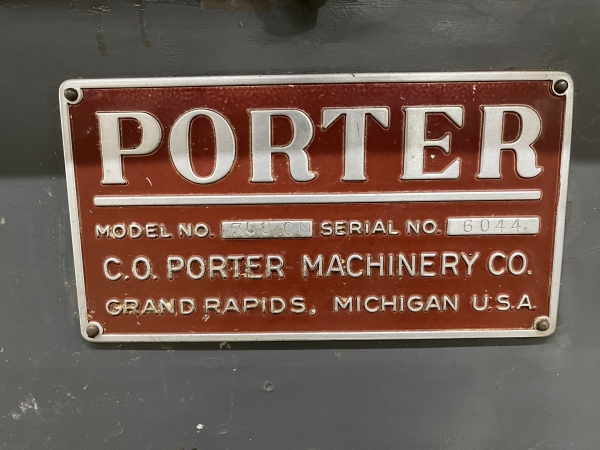 PORTER
MODEL NO. SERIAL NO. 6044.
C.O. PORTER MACHINERY CO.
GRAND RAPIDS, MICHIGAN U.S.A.